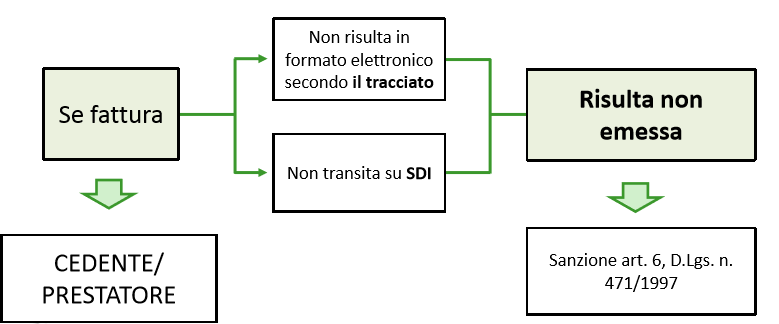 Se fattura
Non risulta in
formato elettronico
secondo il tracciato
Non transita su SDI
Risulta non
emessa
CEDENTE/
PRESTATORE
Sanzione art. 6, D.Lgs. n.
471/1997